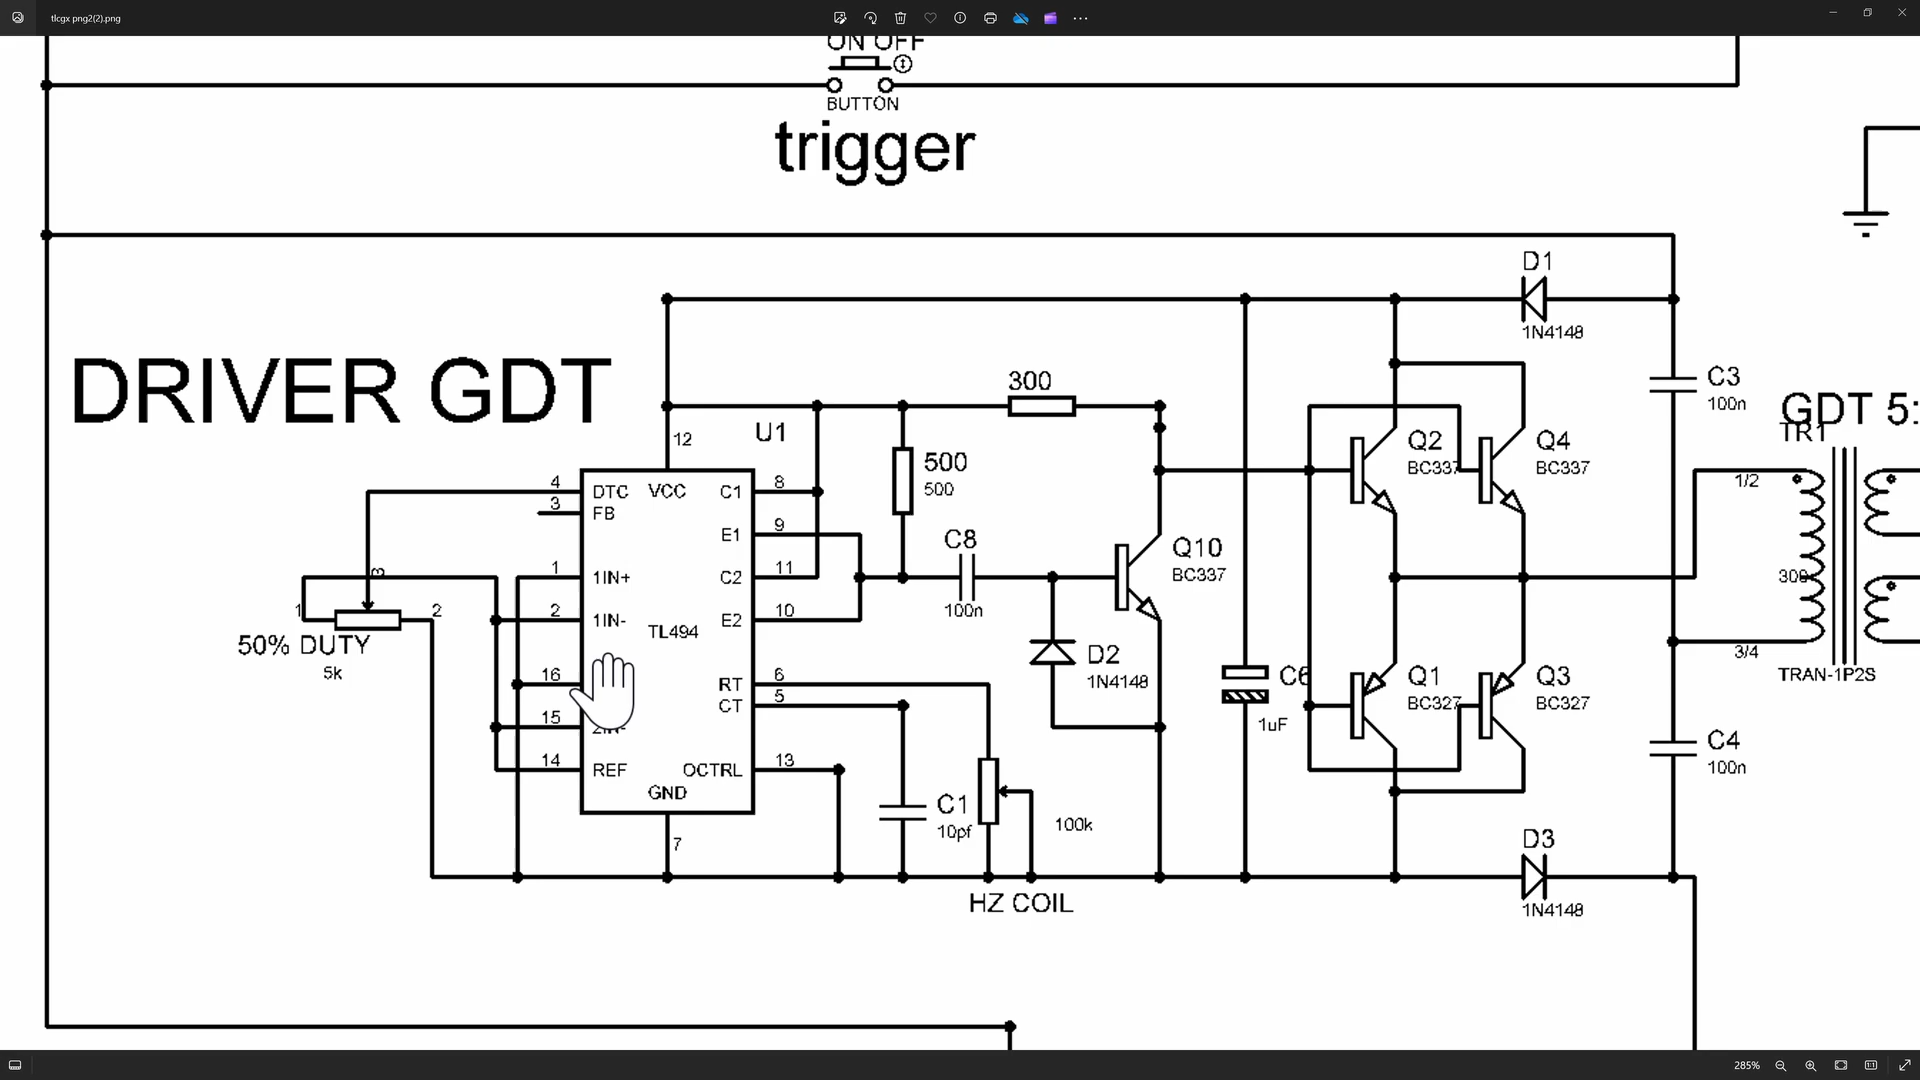 tlcgx png2(2).png
ON OFF
BUTTON
trigger
D1
1N4148
DRIVER GDT
300
C3
100n
GDT 5:
TR1
12
U1
Q2
BC337
Q4
BC337
500
500
4
DTC
VCC
C1
8
1/2
3
FB
9
E1
C8
Q10
BC337
3
1
1IN+
C2
11
300
100n
1
2
2
1IN-
E2
10
TL494
50% DUTY
5k
D2
1N4148
3/4
TRAN-1P2S
16
RT
6
C6
Q1
BC327
Q3
BC327
CT
5
15
1uF
C4
100n
14
REF
OCTRL
13
GND
C1
10pf
100k
7
D3
1N4148
HZ COIL
285%